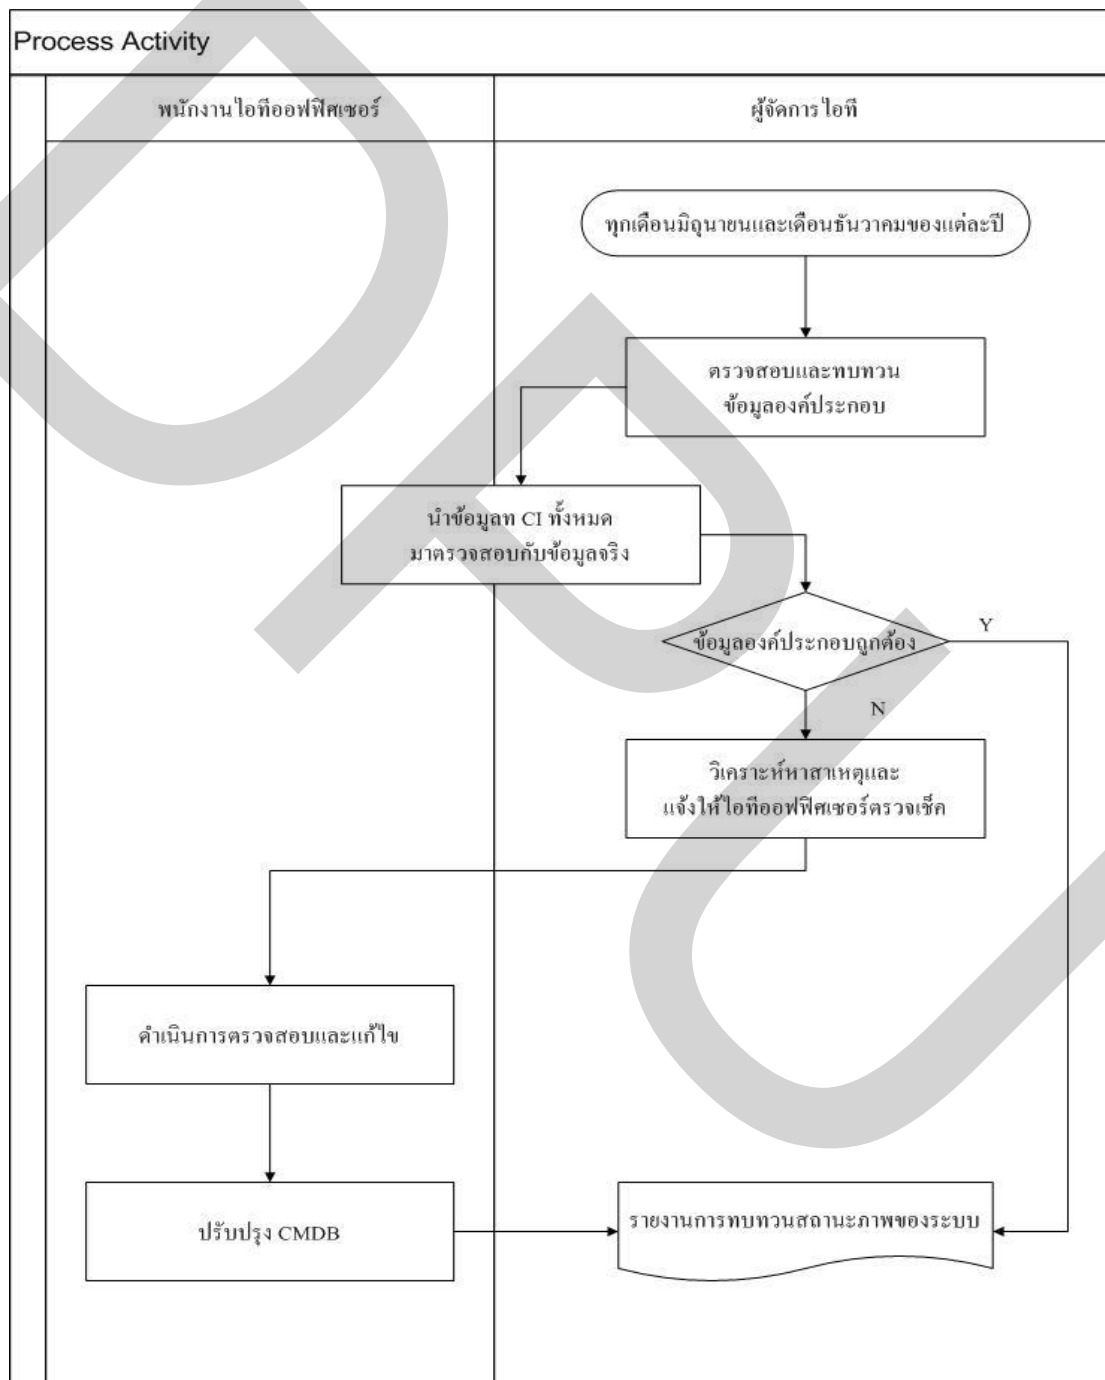 Process Activity
พนักงานไอทีออฟฟิศเซอร์
ผู้จัดการไอที
ทุกเดือนมิถุนายนและเดือนธันวาคมของแต่ละปี
ตรวจสอบและทบทวน
ข้อมูลองค์ประกอบ
นำข้อมูลท CI ทั้งหมด
มาตรวจสอบกับข้อมูลจริง
ข้อมูลองค์ประกอบถูกต้อง
Y
N
วิเคราะห์หาสาเหตุและ
แจ้งให้ไอทีออฟฟิศเซอร์ตรวจเช็ค
ดำเนินการตรวจสอบและแก้ไข
ปรับปรุง CMDB
รายงานการทบทวนสถานะภาพของระบบ
DPU